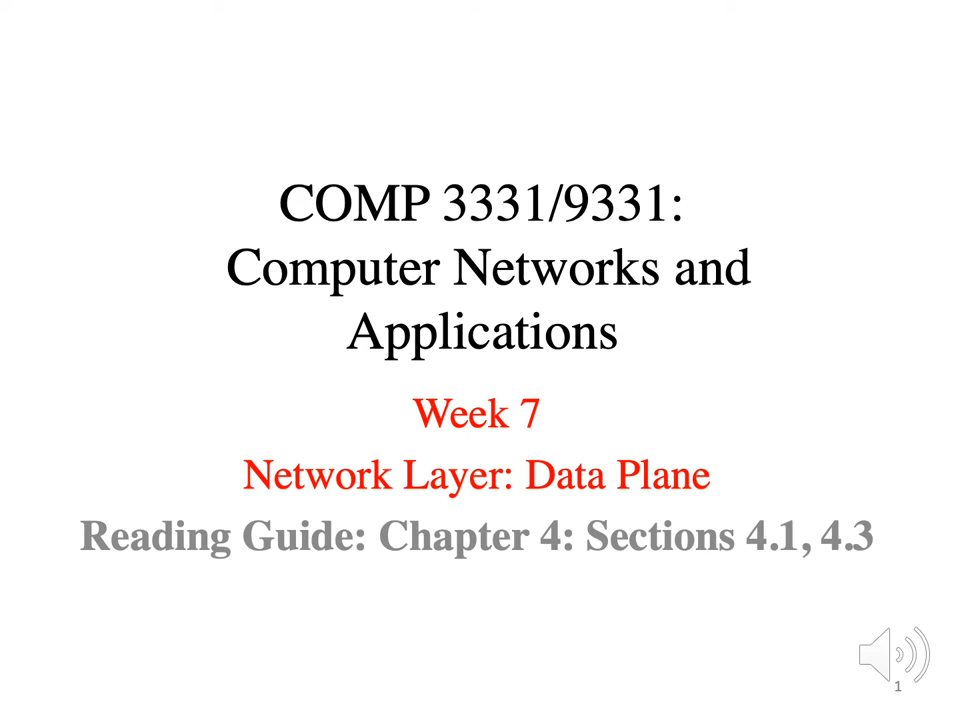 COMP 3331/9331:
Computer Networks and
Applications
Week 7
Network Layer: Data Plane
Reading Guide: Chapter 4: Sections 4.1, 4.3
1